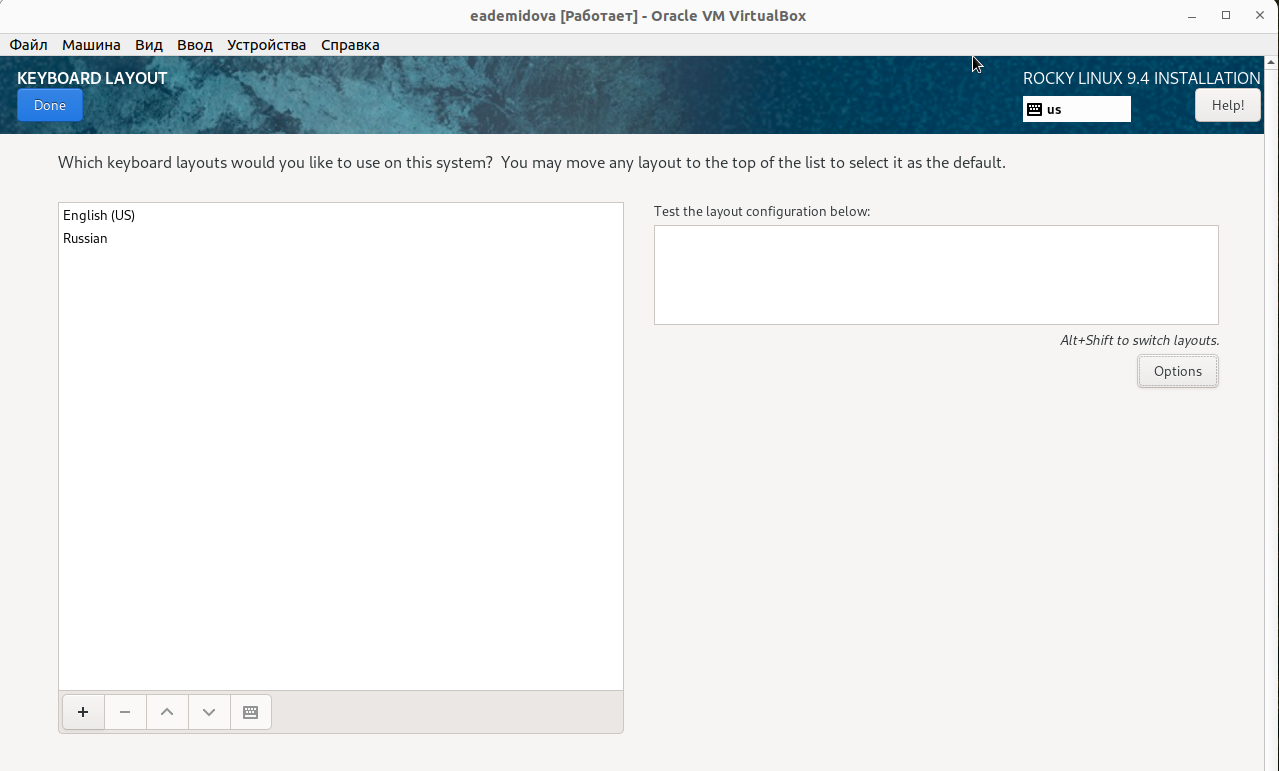 eademidova [Работает] - Oracle VM VirtualBox
Файл Машина Вид Ввод Устройства Справка
KEYBOARD LAYOUT
ROCKY LINUX 9.4 INSTALLATION
Done
us
Help!
Which keyboard layouts would you like to use on this system? You may move any layout to the top of the list to select it as the default.
English (US)
Russian
Test the layout configuration below:
Alt+Shift to switch layouts.
Options